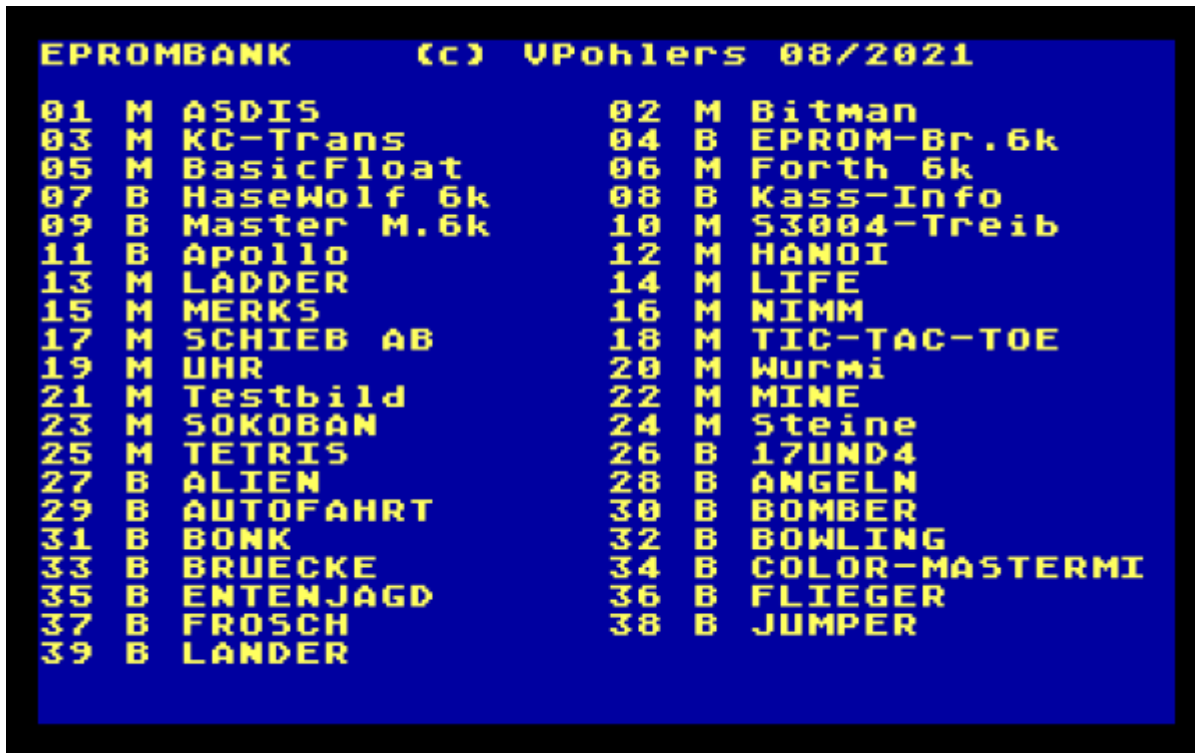 EPROMBANK (c) VPohlers 08/2021
01 M ASDIS 02 M Bitman
03 M KC-Trans 04 B EPROM-Br.6k
05 M BasicFloat 06 M Forth 6k
07 B HaseWolf 6k 08 B Kass-Info
09 B Master M.6k 10 M S3004-Treib
11 B Apollo 12 M HANOI
13 M LADDER 14 M LIFE
15 M MERKS 16 M NIMM
17 M SCHIEB AB 18 M TIC-TAC-TOE
19 M UHR 20 M Wurmi
21 M Testbild 22 M MINE
23 M SOKOBAN 24 M Steine
25 M TETRIS 26 B 17UND4
27 B ALIEN 28 B ANGELN
29 B AUTOFAHRT 30 B BOMBER
31 B BONK 32 B BOWLING
33 B BRUECKE 34 B COLOR-MASTERMI
35 B ENTENJAGD 36 B FLIEGER
37 B FROSCH 38 B JUMPER
39 B LANDER